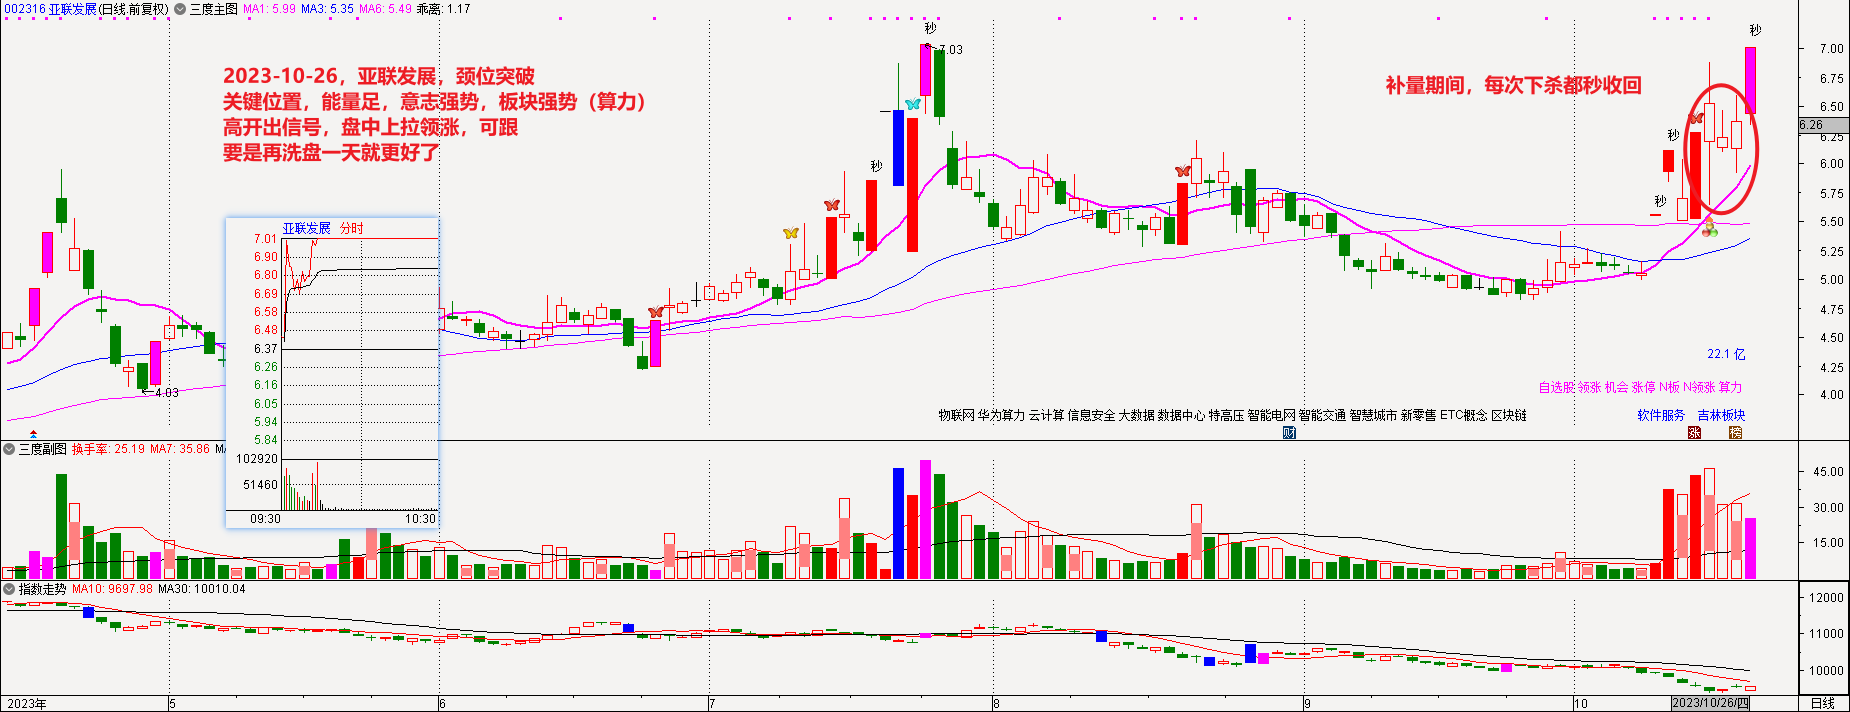 002316 亚联发展(日线.前复权) 三度主图 MA1: 5.99 MA3: 5.35 MA6: 5.49 乖离: 1.17
秒
秒
7.03
7.00
2023-10-26，亚联发展，颈位突破
关键位置，能量足，意志强势，板块强势（算力）
高开出信号，盘中上拉领涨，可跟
要是再洗盘一天就更好了
补量期间，每次下杀都秒收回
6.75
6.50
6.26
6.25
秒
秒
6.00
秒
5.75
5.50
5.25
5.00
4.75
4.50
4.25
4.00
亚联发展 分时
7.01
6.90
6.80
6.69
6.58
6.48
6.37
6.26
6.16
6.05
5.94
5.84
102920
51460
09:30 10:30
4.03
22.1 亿
自选股 领涨 机会 涨停 N板 N领涨 算力
物联网 华为算力 云计算 信息安全 大数据 数据中心 特高压 智能电网 智能交通 智慧城市 新零售 ETC概念 区块链
软件服务 吉林板块
财
涨
榜
三度副图 换手率: 25.19 MA7: 35.86 MA
45.00
30.00
15.00
指数走势 MA10: 9697.98 MA30: 10010.04
12000
11000
10000
2023年 5 6 7 8 9 10 2023/10/26/四 日线